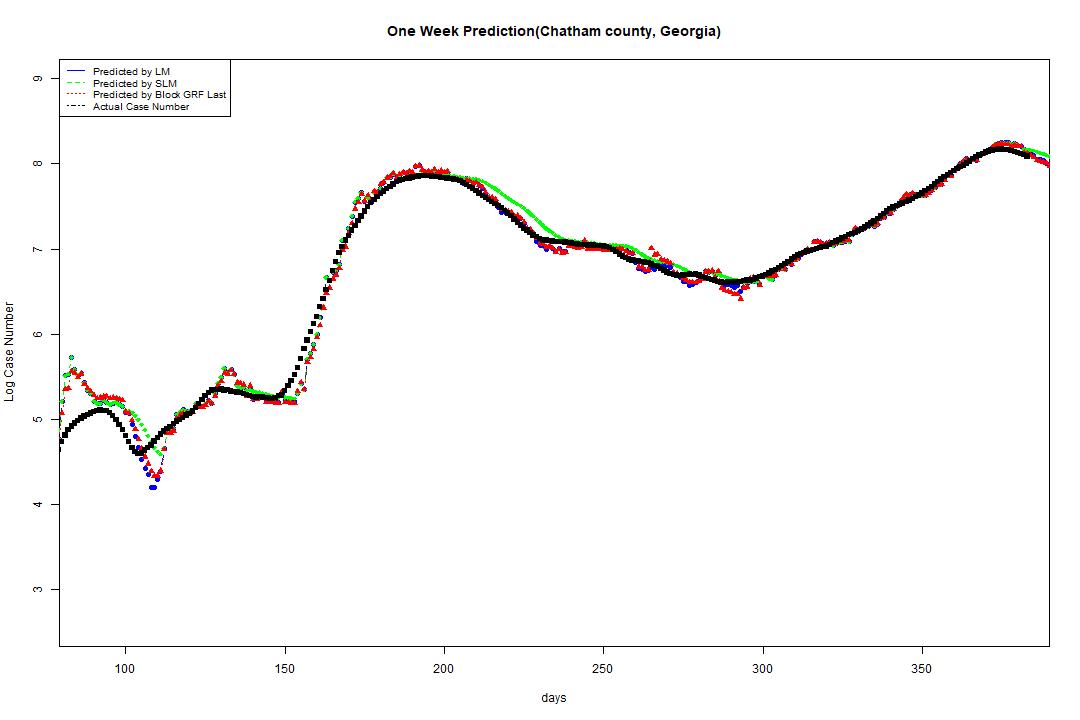 One Week Prediction(Chatham county, Georgia)
Predicted by LM
Predicted by SLM
Predicted by Block GRF Last
Actual Case Number
9
8
7
6
5
4
3
Log Case Number
100 150 200 250 300 350
days